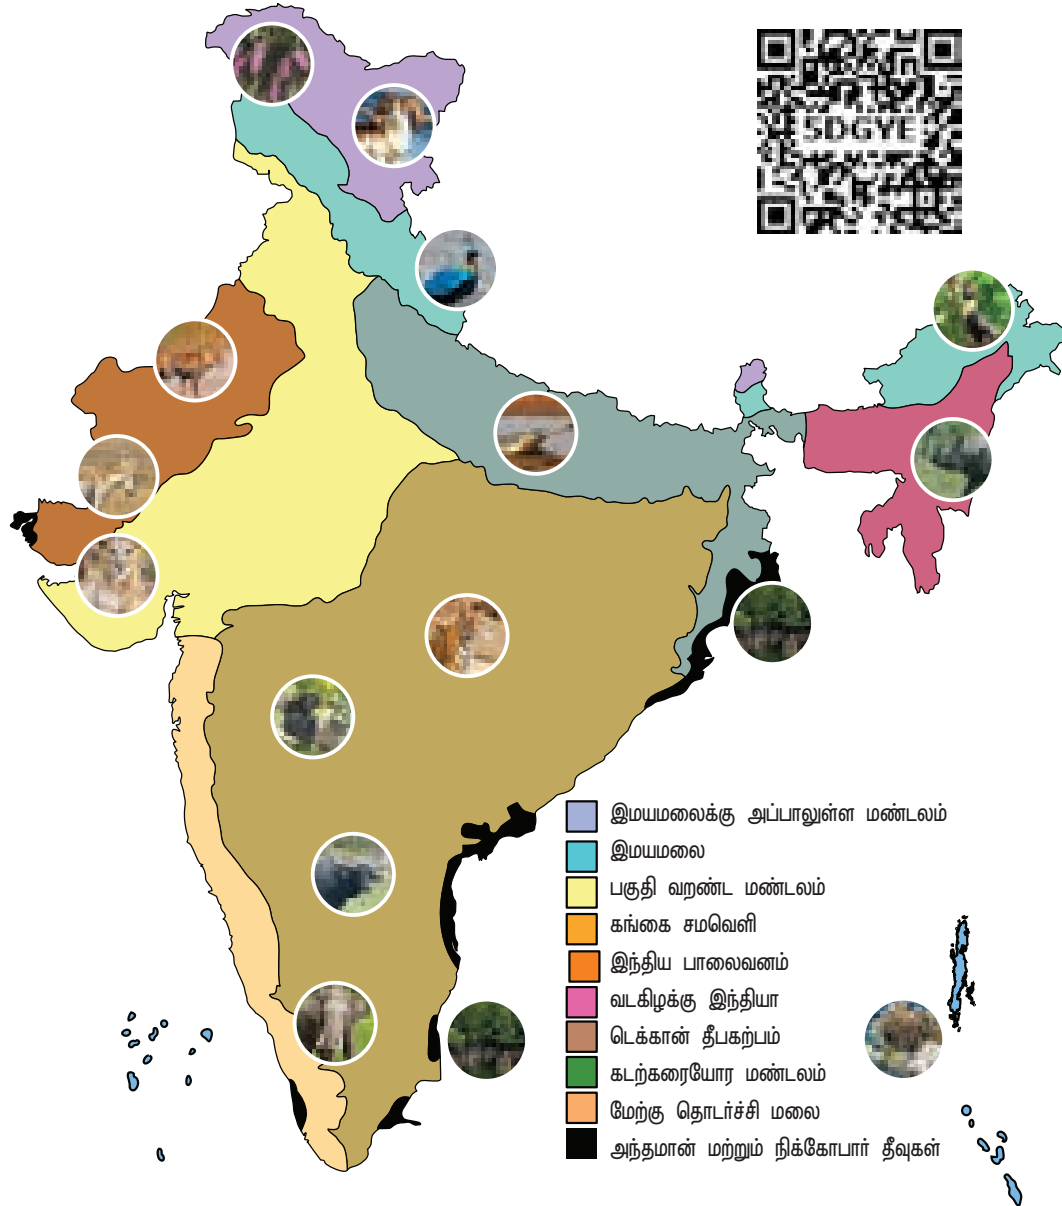 SDGYE
இமயமலைக்கு அப்பாலுள்ள மண்டலம்
இமயமலை
பகுதி வறண்ட மண்டலம்
கங்கை சமவெளி
இந்திய பாலைவனம்
வடகிழக்கு இந்தியா
டெக்கான் தீபகற்பம்
கடற்கரையோர மண்டலம்
மேற்கு தொடர்ச்சி மலை
அந்தமான் மற்றும் நிக்கோபார் தீவுகள்